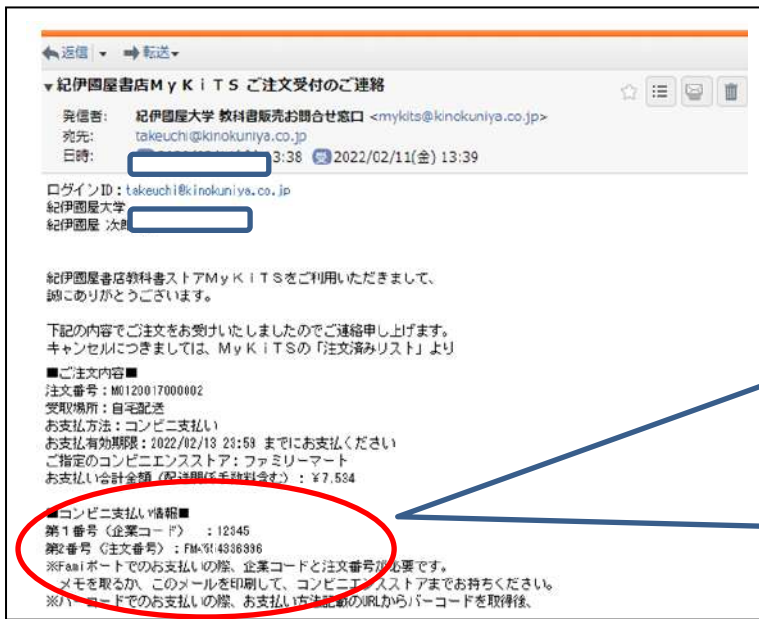 返信 転送
紀伊國屋書店MyKiTS ご注文受付のご連絡
発信者: 紀伊國屋大学 教科書販売お問合せ窓口 <mykits@kinokuniya.co.jp>
宛先: takeuchi@kinokuniya.co.jp
日時: 3:38 受 2022/02/11(金) 13:39
ログインID:takeuchi@kinokuniya.co.jp
紀伊國屋大学
紀伊國屋 次郎
紀伊國屋書店教科書ストアMyKiTSをご利用いただきまして、
誠にありがとうございます。
下記の内容でご注文をお受けいたしましたのでご連絡申し上げます。
キャンセルにつきましては、MyKiTSの「注文済みリスト」より
■ご注文内容■
注文番号:M0120017000002
受取場所:自宅配送
お支払方法:コンビニ支払い
お支払有効期限:2022/02/13 23:59 までにお支払ください
ご指定のコンビニエンスストア:ファミリーマート
お支払い合計金額(配送関係手数料含む):¥7,534
■コンビニ支払い情報■
第1番号(企業コード) :12345
第2番号(注文番号):
※Famiポートでのお支払いの際、企業コードと注文番号が必要です。
メモを取るか、このメールを印刷して、コンビニエンスストアまでお持ちください。
※バーコードでのお支払いの際、お支払い方法記載のURLからバーコードを取得後、